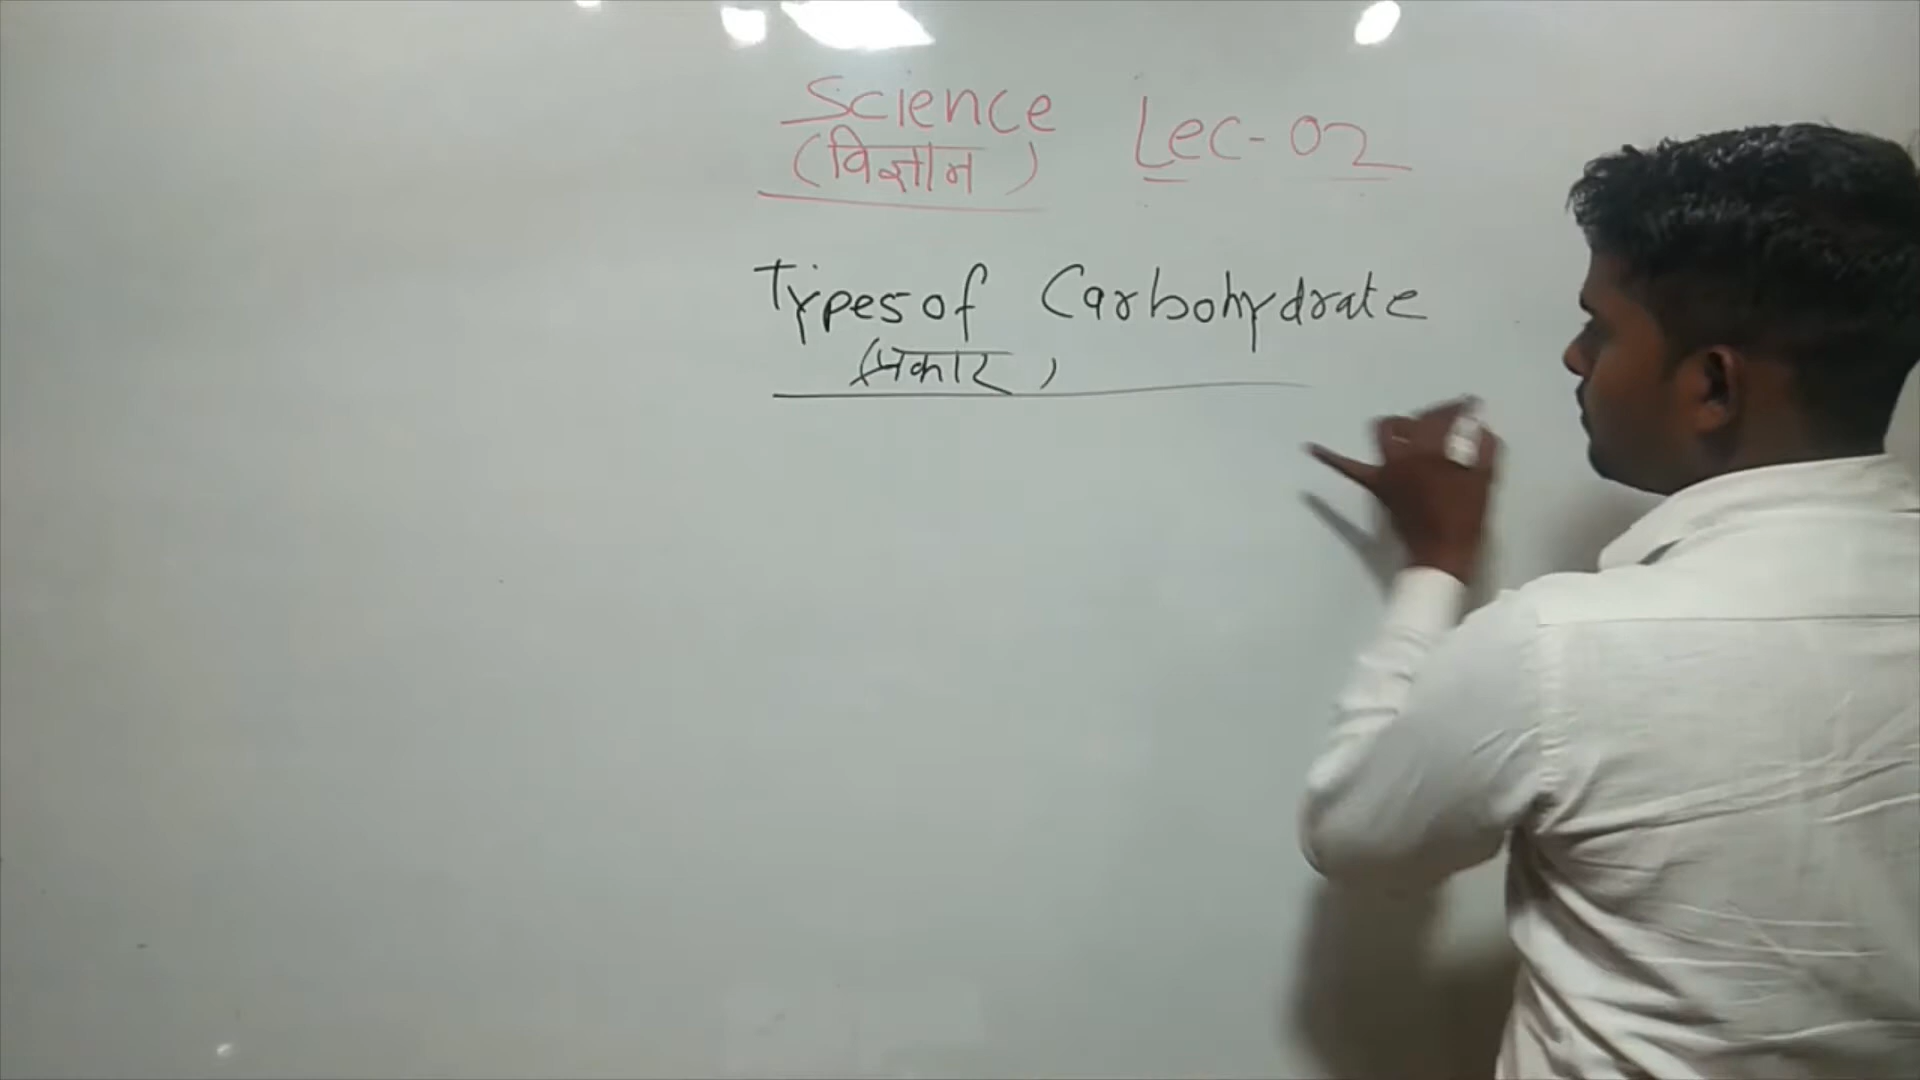 Science Lec-02
(विज्ञान)
Types of Carbohydrate
(प्रकार)